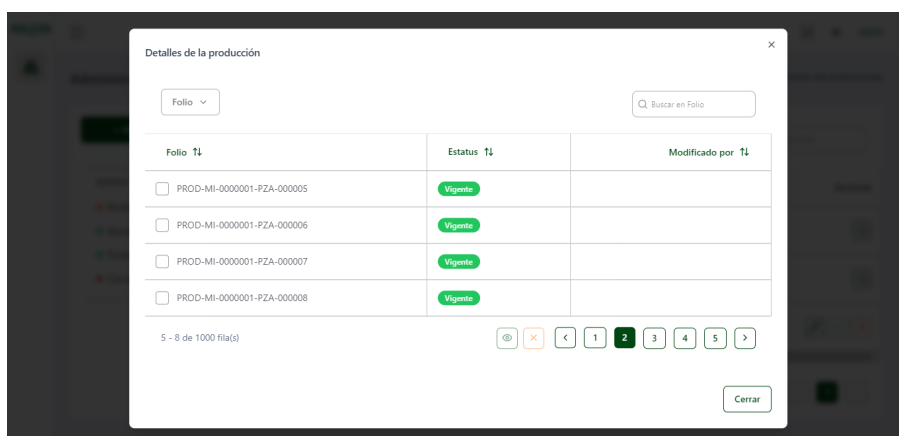 Detalles de la producción
Folio
Buscar en Folio
Folio Estatus Modificado por
PROD-MI-0000001-PZA-000005 Vigente
PROD-MI-0000001-PZA-000006 Vigente
PROD-MI-0000001-PZA-000007 Vigente
PROD-MI-0000001-PZA-000008 Vigente
5 - 8 de 1000 fila(s) 1 2 3 4 5
Cerrar